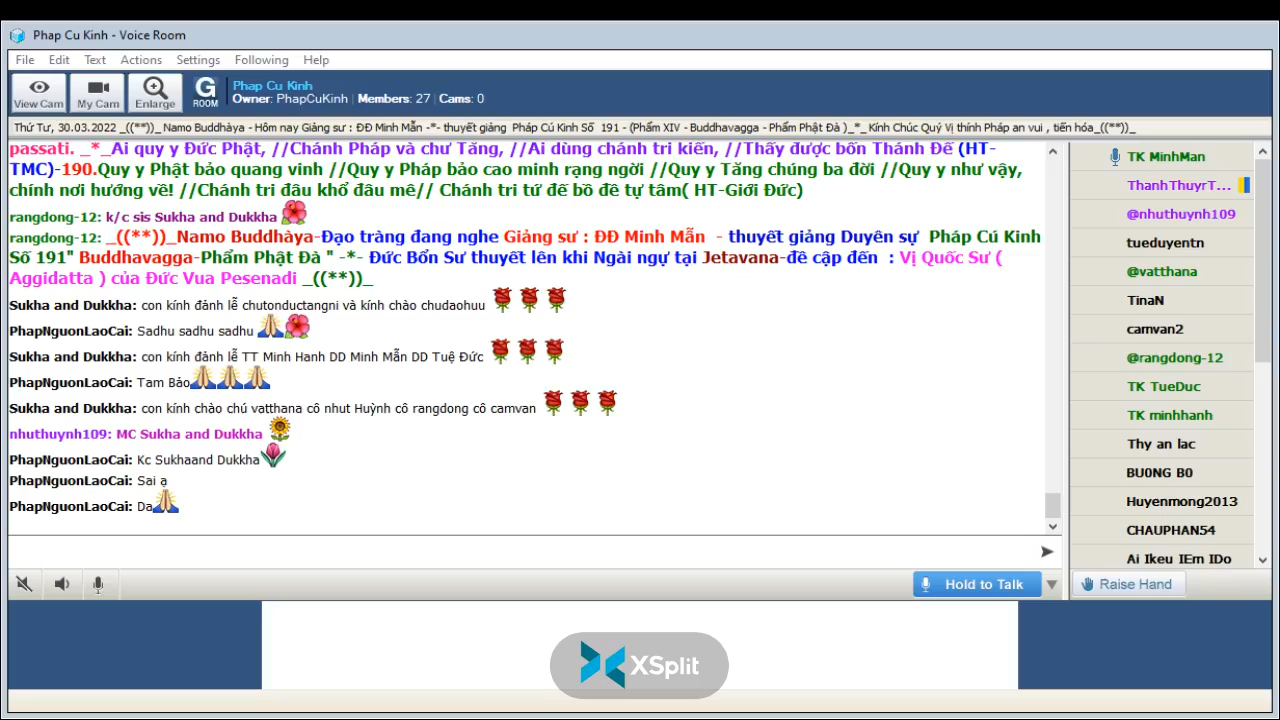 Phap Cu Kinh - Voice Room
File Edit Text Actions Settings Following Help
View Cam My Cam Enlarge G ROOM
Phap Cu Kinh
Owner: PhapCuKinh | Members: 27 | Cams: 0
Thứ Tư, 30.03.2022 _((**))_ Namo Buddhàya - Hôm nay Giảng sư : ĐĐ Minh Mẫn -*- thuyết giảng Pháp Cú Kinh Số 191 - (Phẩm XIV - Buddhavagga - Phẩm Phật Đà )_*_ Kính Chúc Quý Vị thính Pháp an vui , tiến hóa_((**)_
passati. _*_Ai quy y Đức Phật, //Chánh Pháp và chư Tăng, //Ai dùng chánh tri kiến, //Thấy được bốn Thánh Đế (HT-
TMC)-190.Quy y Phật bảo quang vinh //Quy y Pháp bảo cao minh rạng ngời //Quy y Tăng chúng ba đời //Quy y như vậy,
chính nơi hướng về! //Chánh tri đâu khổ đâu mê// Chánh tri tứ đế bồ đề tự tâm( HT-Giới Đức)
rangdong-12: k/c sis Sukha and Dukkha
rangdong-12: _((**))_Namo Buddhàya-Đạo tràng đang nghe Giảng sư : ĐĐ Minh Mẫn - thuyết giảng Duyên sự Pháp Cú Kinh
Số 191" Buddhavagga-Phẩm Phật Đà " -*- Đức Bổn Sư thuyết lên khi Ngài ngự tại Jetavana-đề cập đến : Vị Quốc Sư (
Aggidatta ) của Đức Vua Pesenadi _((**))_
Sukha and Dukkha: con kính đảnh lễ chutonductangni và kính chào chudaohuu
PhapNguonLaoCai: Sadhu sadhu sadhu
Sukha and Dukkha: con kính đảnh lễ TT Minh Hanh DD Minh Mẫn DD Tuệ Đức
PhapNguonLaoCai: Tam Bảo
Sukha and Dukkha: con kính chào chú vatthana cô nhut Huỳnh cô rangdong cô camvan
nhuthuynh109: MC Sukha and Dukkha
PhapNguonLaoCai: Kc Sukhaand Dukkha
PhapNguonLaoCai: Sai ạ
PhapNguonLaoCai: Da
Hold to Talk
TK MinhMan
ThanhThuyrT...
@nhuthuynh109
tueduyentn
@vatthana
TinaN
camvan2
@rangdong-12
TK TueDuc
TK minhhanh
Thy an lac
BU0NG B0
Huyenmong2013
CHAUPHAN54
Ai Ikeu IEm IDo
Raise Hand
XSplit